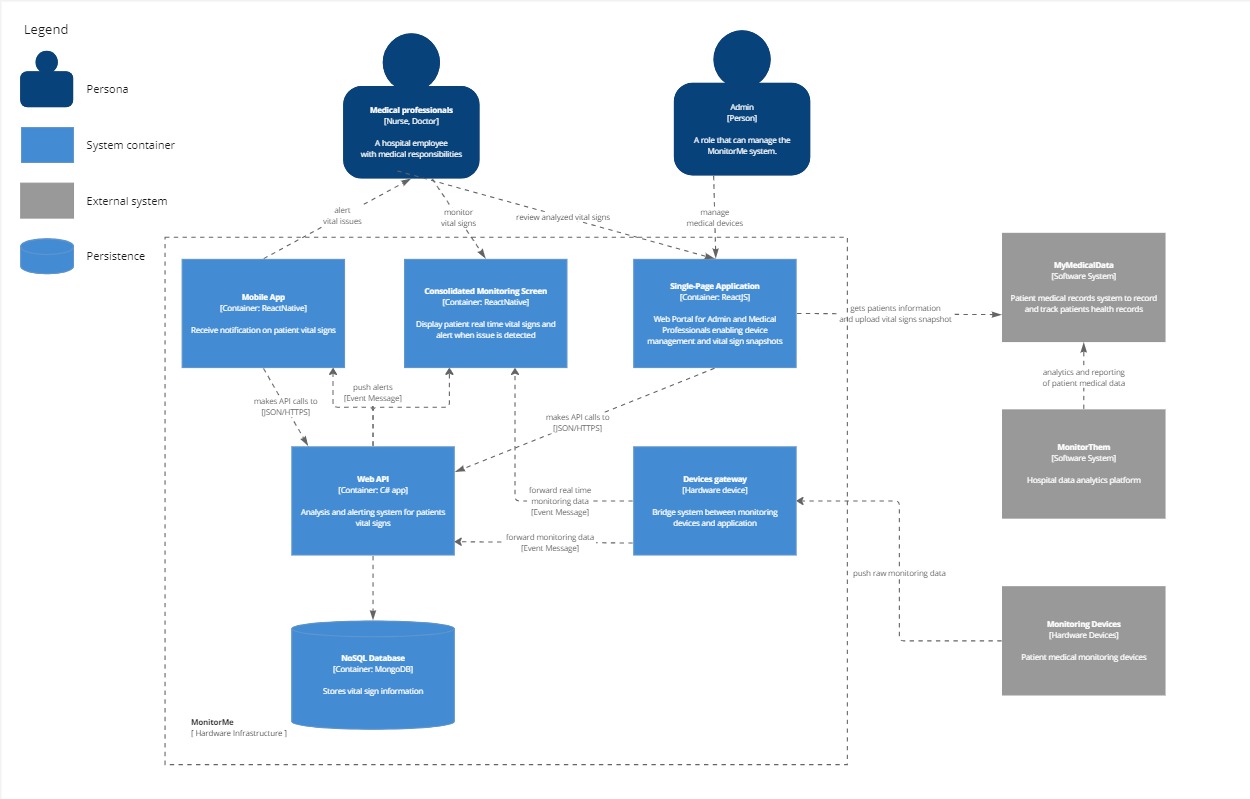 Legend
Persona
System container
External system
Persistence
Medical professionals
[Nurse, Doctor]
A hospital employee
with medical responsibilities
Admin
[Person]
A role that can manage the
MonitorMe system.
alert
vital issues
monitor
vital signs
review analyzed vital signs
manage
medical devices
Mobile App
[Container: ReactNative]
Receive notification on patient vital signs
Consolidated Monitoring Screen
[Container: ReactNative]
Display patient real time vital signs and
alert when issue is detected
Single-Page Application
[Container: ReactJS]
Web Portal for Admin and Medical
Professionals enabling device
management and vital sign snapshots
gets patients information
and upload vital signs snapshot
MyMedicalData
[Software System]
Patient medical records system to record
and track patients health records
analytics and reporting
of patient medical data
makes API calls to
[JSON/HTTPS]
push alerts
[Event Message]
makes API calls to
[JSON/HTTPS]
Web API
[Container: C# app]
Analysis and alerting system for patients
vital signs
forward real time
monitoring data
[Event Message]
forward monitoring data
[Event Message]
Devices gateway
[Hardware device]
Bridge system between monitoring
devices and application
MonitorThem
[Software System]
Hospital data analytics platform
push raw monitoring data
Monitoring Devices
[Hardware Devices]
Patient medical monitoring devices
NoSQL Database
[Container: MongoDB]
Stores vital sign information
MonitorMe
[ Hardware Infrastructure ]